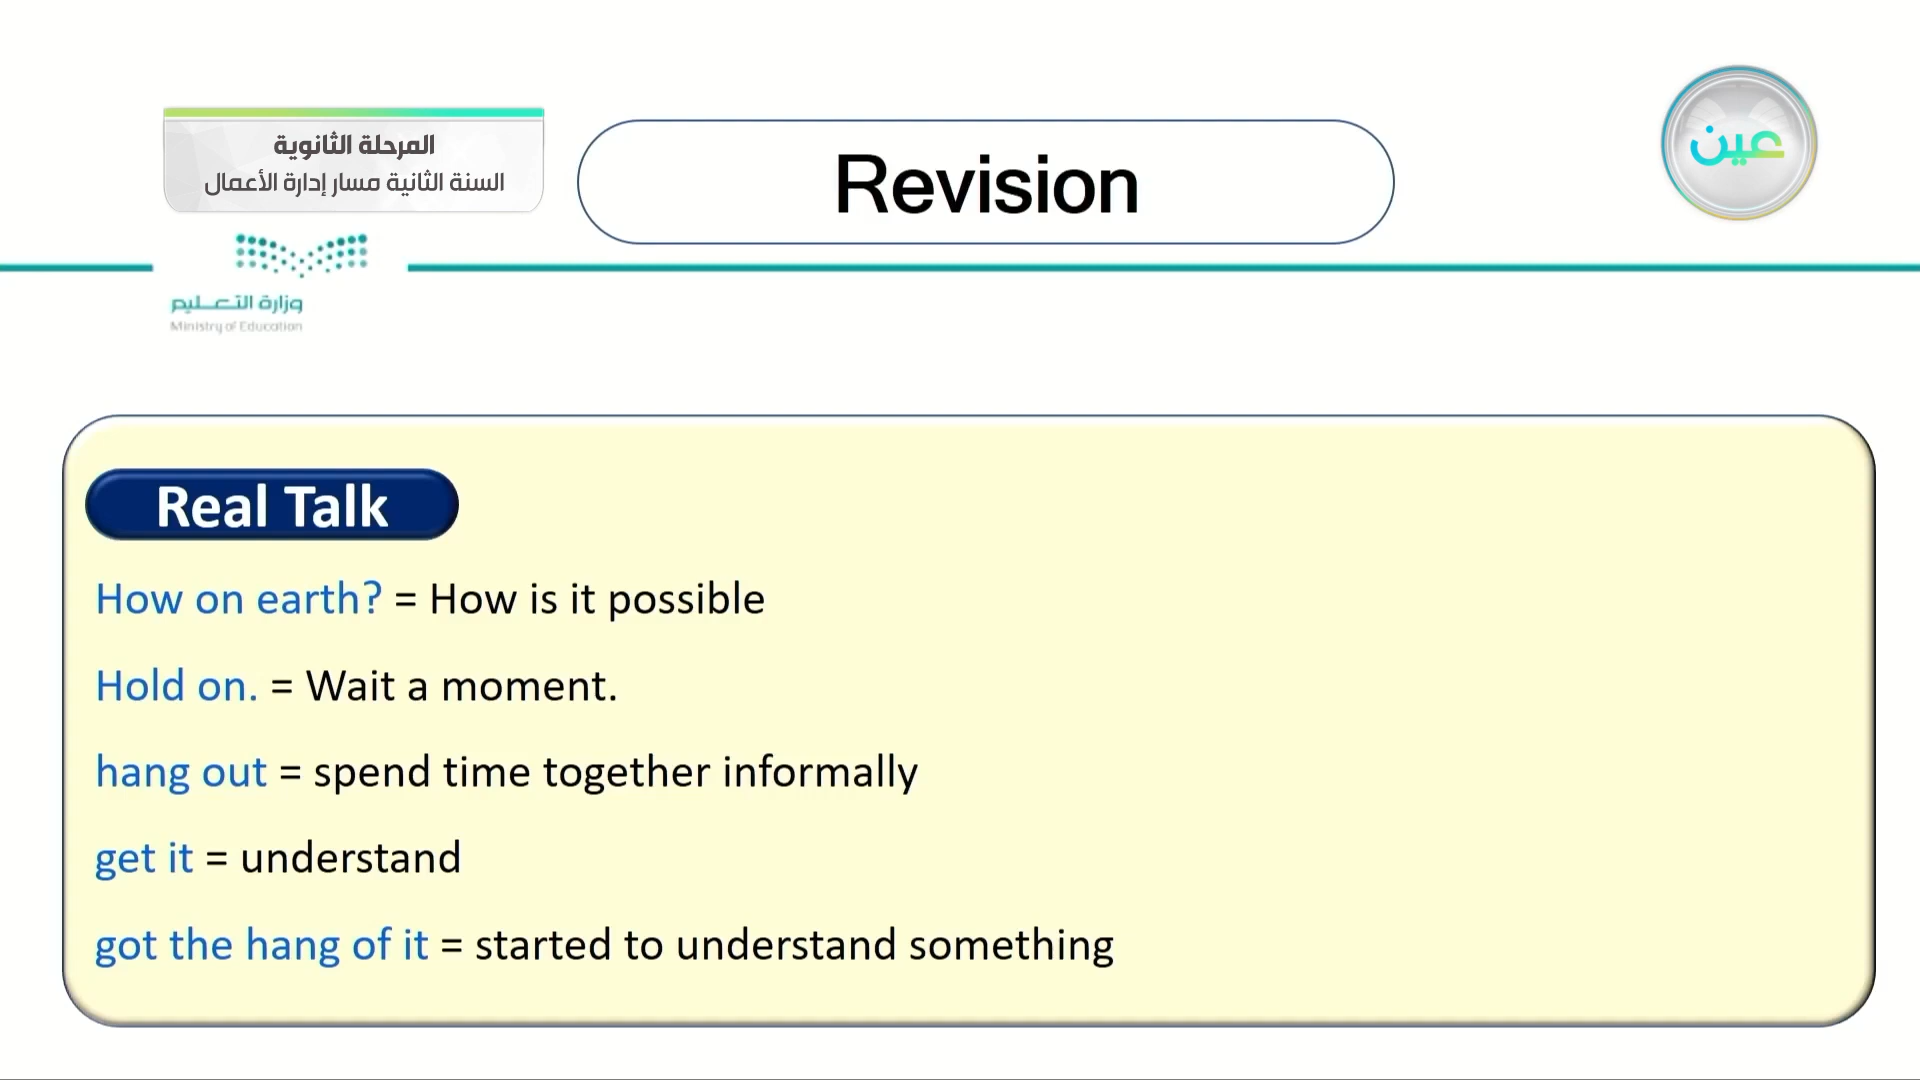 المرحلة الثانوية
السنة الثانية مسار إدارة الأعمال
Revision
عين
وزارة التعليم
Ministry of Education
Real Talk
How on earth? = How is it possible
Hold on. = Wait a moment.
hang out = spend time together informally
get it = understand
got the hang of it = started to understand something